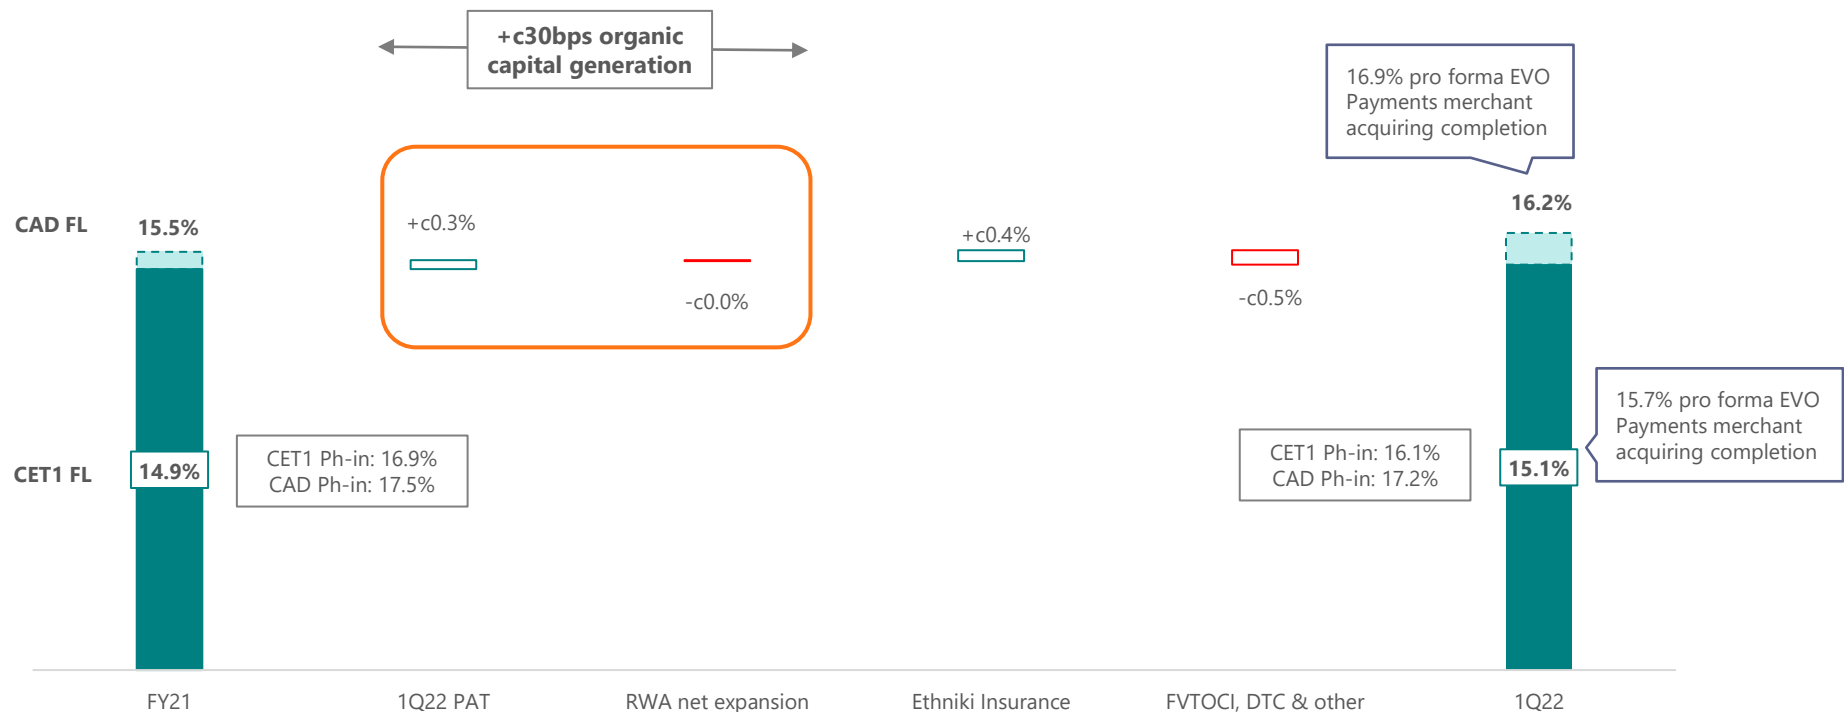 +c30bps organic
capital generation
16.9% pro forma EVO
Payments merchant
acquiring completion
CAD FL
15.5%
+c0.3%
-c0.0%
+c0.4%
-c0.5%
16.2%
15.7% pro forma EVO
Payments merchant
acquiring completion
CET1 FL
14.9%
CET1 Ph-in: 16.9%
CAD Ph-in: 17.5%
CET1 Ph-in: 16.1%
CAD Ph-in: 17.2%
15.1%
FY21
1Q22 PAT
RWA net expansion
Ethniki Insurance
FVTOCI, DTC & other
1Q22